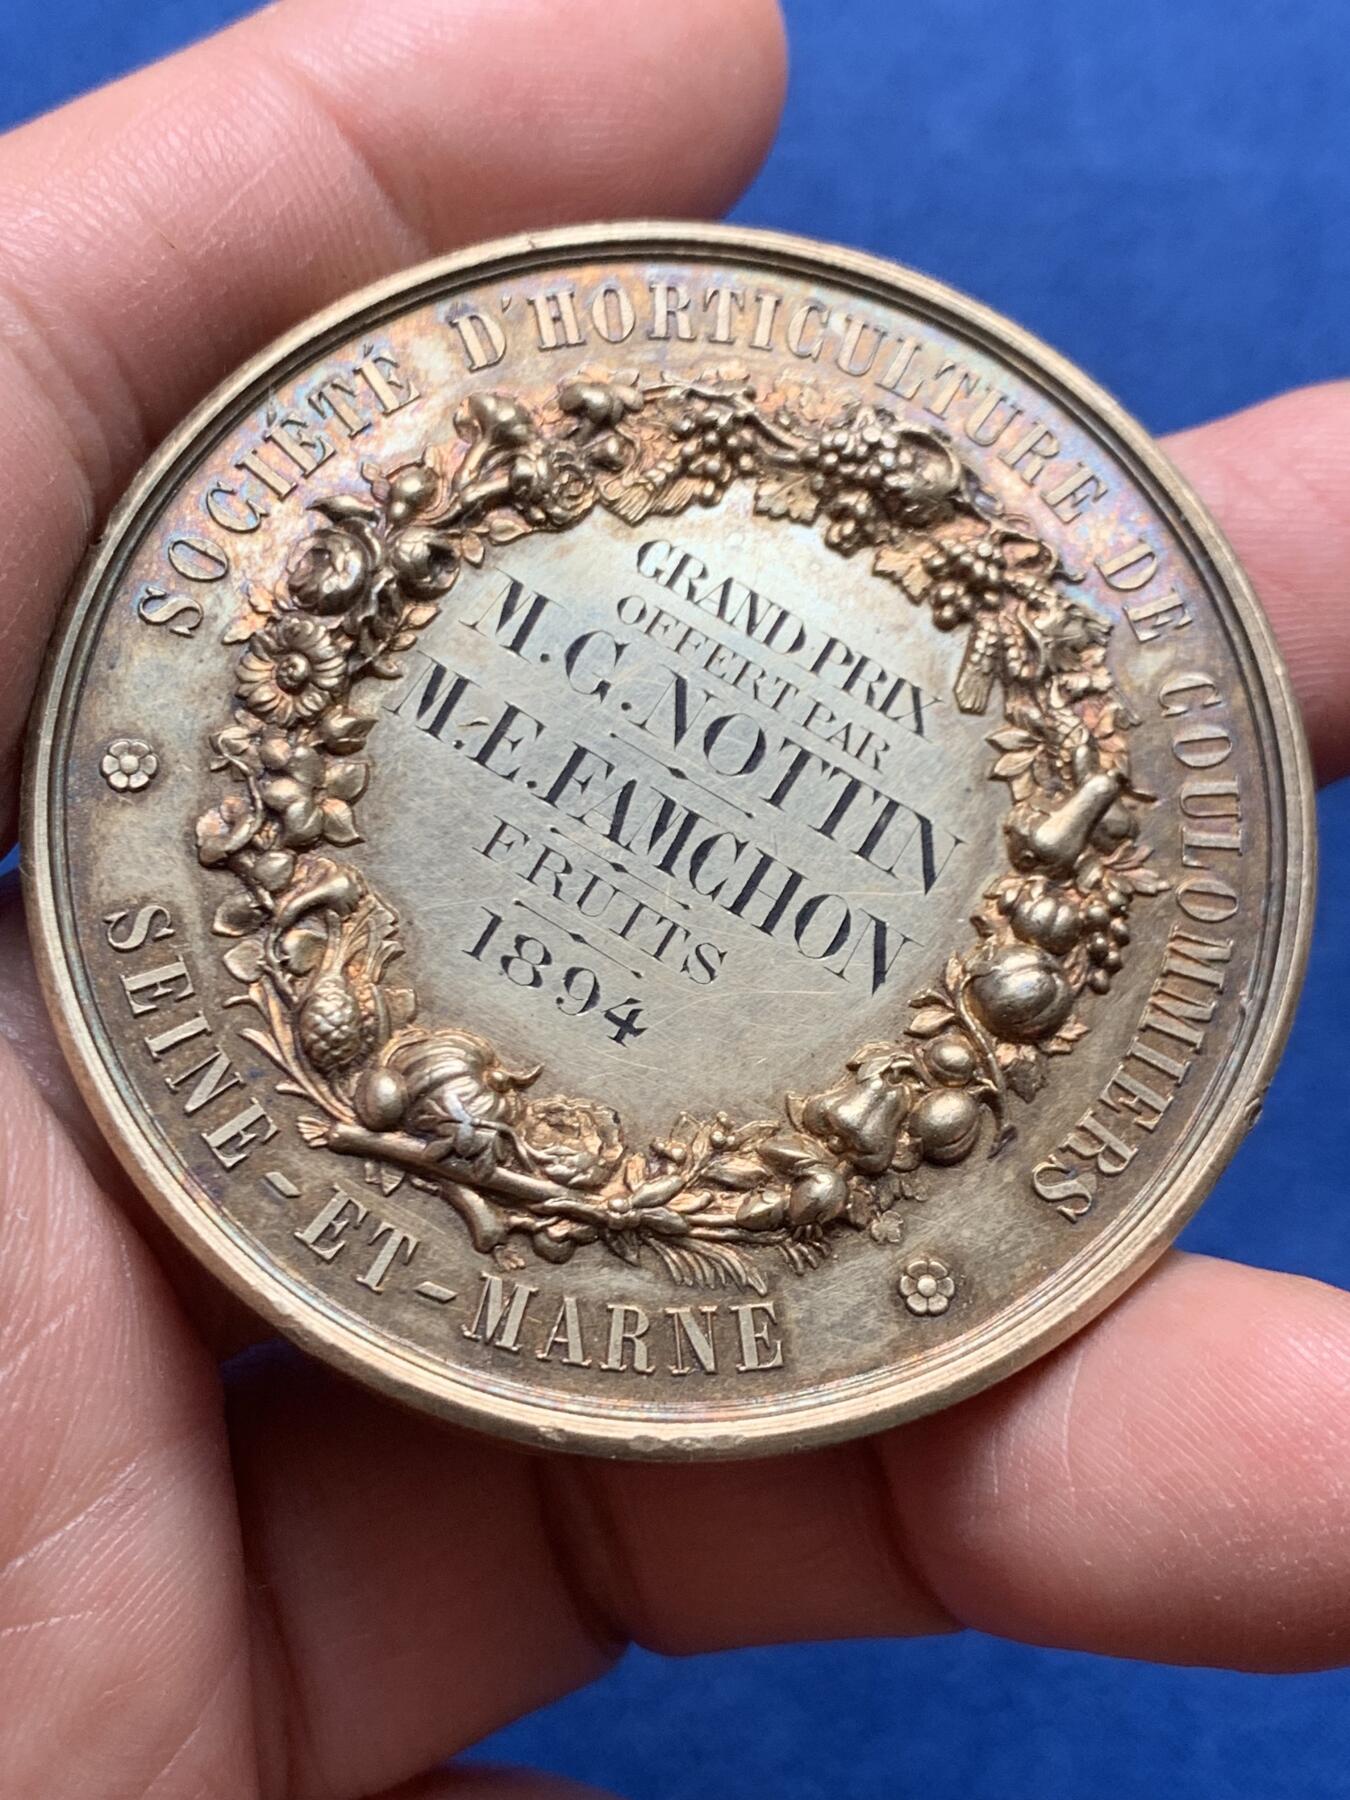 SOCIÉTÉ D'HORTICULTURE DE COULOMMIERS
GRAND PRIX
OFFERT PAR
M. G. NOTTIN
M. E. FAMCHON
FRUITS
1894
SEINE-ET-MARNE